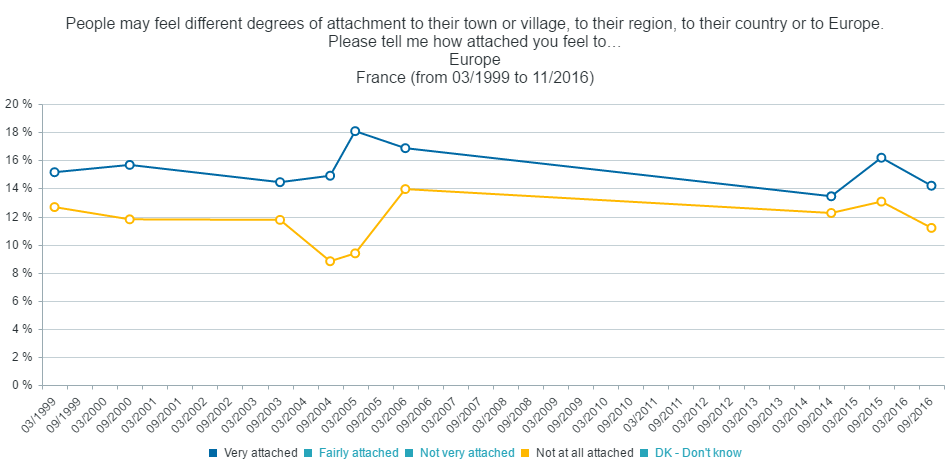 People may feel different degrees of attachment to their town or village, to their region, to their country or to Europe.
Please tell me how attached you feel to…
Europe
France (from 03/1999 to 11/2016)
20 %
18 %
16 %
14 %
12 %
10 %
8 %
6 %
4 %
2 %
0 %
03/1999 09/1999 03/2000 09/2000 03/2001 09/2001 03/2002 09/2002 03/2003 09/2003 03/2004 09/2004 03/2005 09/2005 03/2006 09/2006 03/2007 09/2007 03/2008 09/2008 03/2009 09/2009 03/2010 09/2010 03/2011 09/2011 03/2012 09/2012 03/2013 09/2013 03/2014 09/2014 03/2015 09/2015 03/2016 09/2016
Very attached Fairly attached Not very attached Not at all attached DK - Don't know